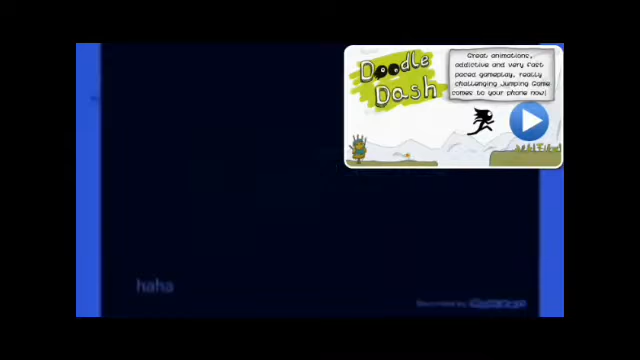 Doodle
Dash
Great animations,
addictive and very fast
paced gameplay, really
challenging Jumping Game
comes to your phone now!
haha